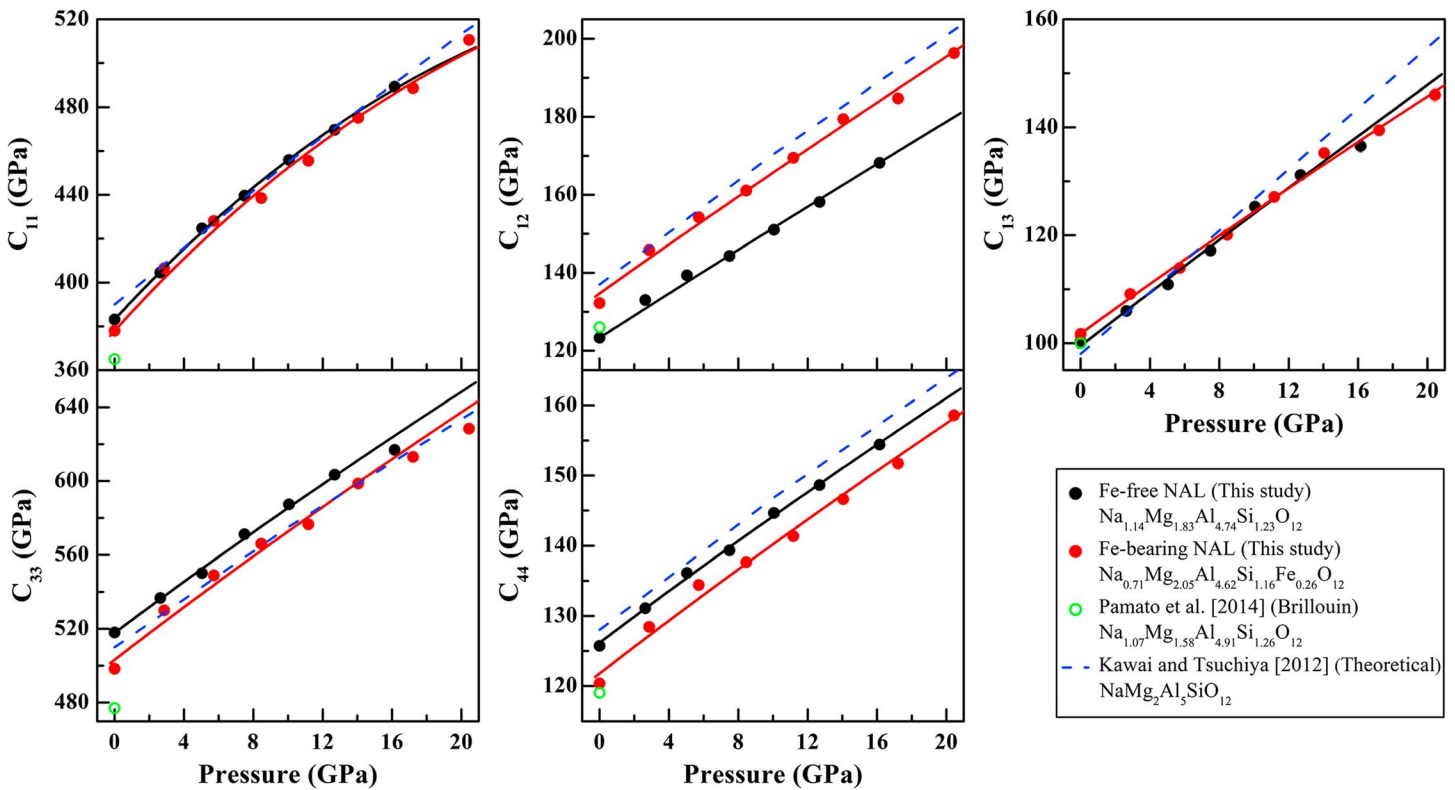 520
480
440
400
360
C11 (GPa)
200
180
160
140
120
C12 (GPa)
160
140
120
100
C13 (GPa)
0 4 8 12 16 20
Pressure (GPa)
640
600
560
520
480
C33 (GPa)
0 4 8 12 16 20
Pressure (GPa)
160
150
140
130
120
C44 (GPa)
0 4 8 12 16 20
Pressure (GPa)
Fe-free NAL (This study)
Na1.14Mg1.83Al4.74Si1.23O12
Fe-bearing NAL (This study)
Na0.71Mg2.05Al4.62Si1.16Fe0.26O12
Pamato et al. [2014] (Brillouin)
Na1.07Mg1.58Al4.91Si1.26O12
Kawai and Tsuchiya [2012] (Theoretical)
NaMg2Al5SiO12